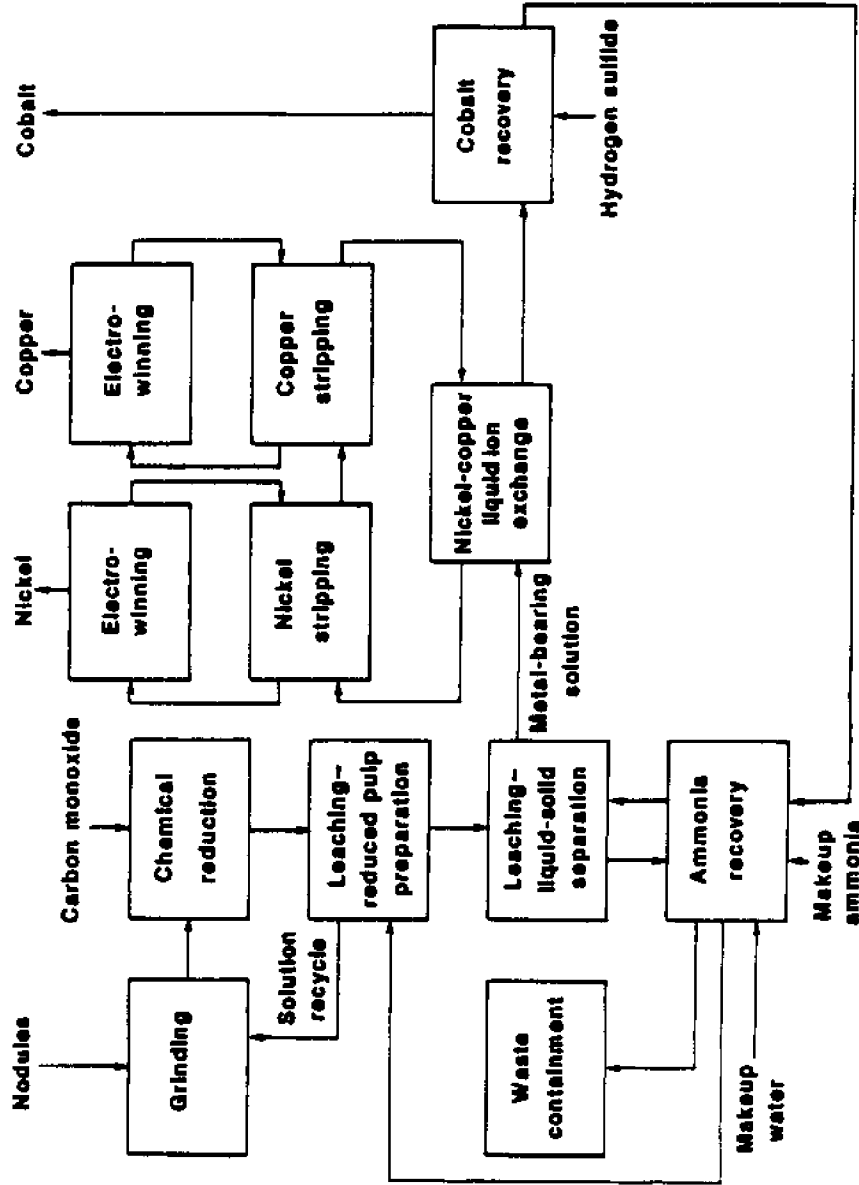 Nodules
Carbon monoxide
Nickel
Copper
Cobalt
Grinding
Chemical
reduction
Electro-
winning
Electro-
winning
Solution
recycle
Leaching–
reduced pulp
preparation
Nickel
stripping
Copper
stripping
Waste
containment
Leaching–
liquid-solid
separation
Metal-bearing
solution
Nickel-copper
liquid ion
exchange
Cobalt
recovery
Hydrogen sulfide
Ammonia
recovery
Makeup
water
Makeup
ammonia